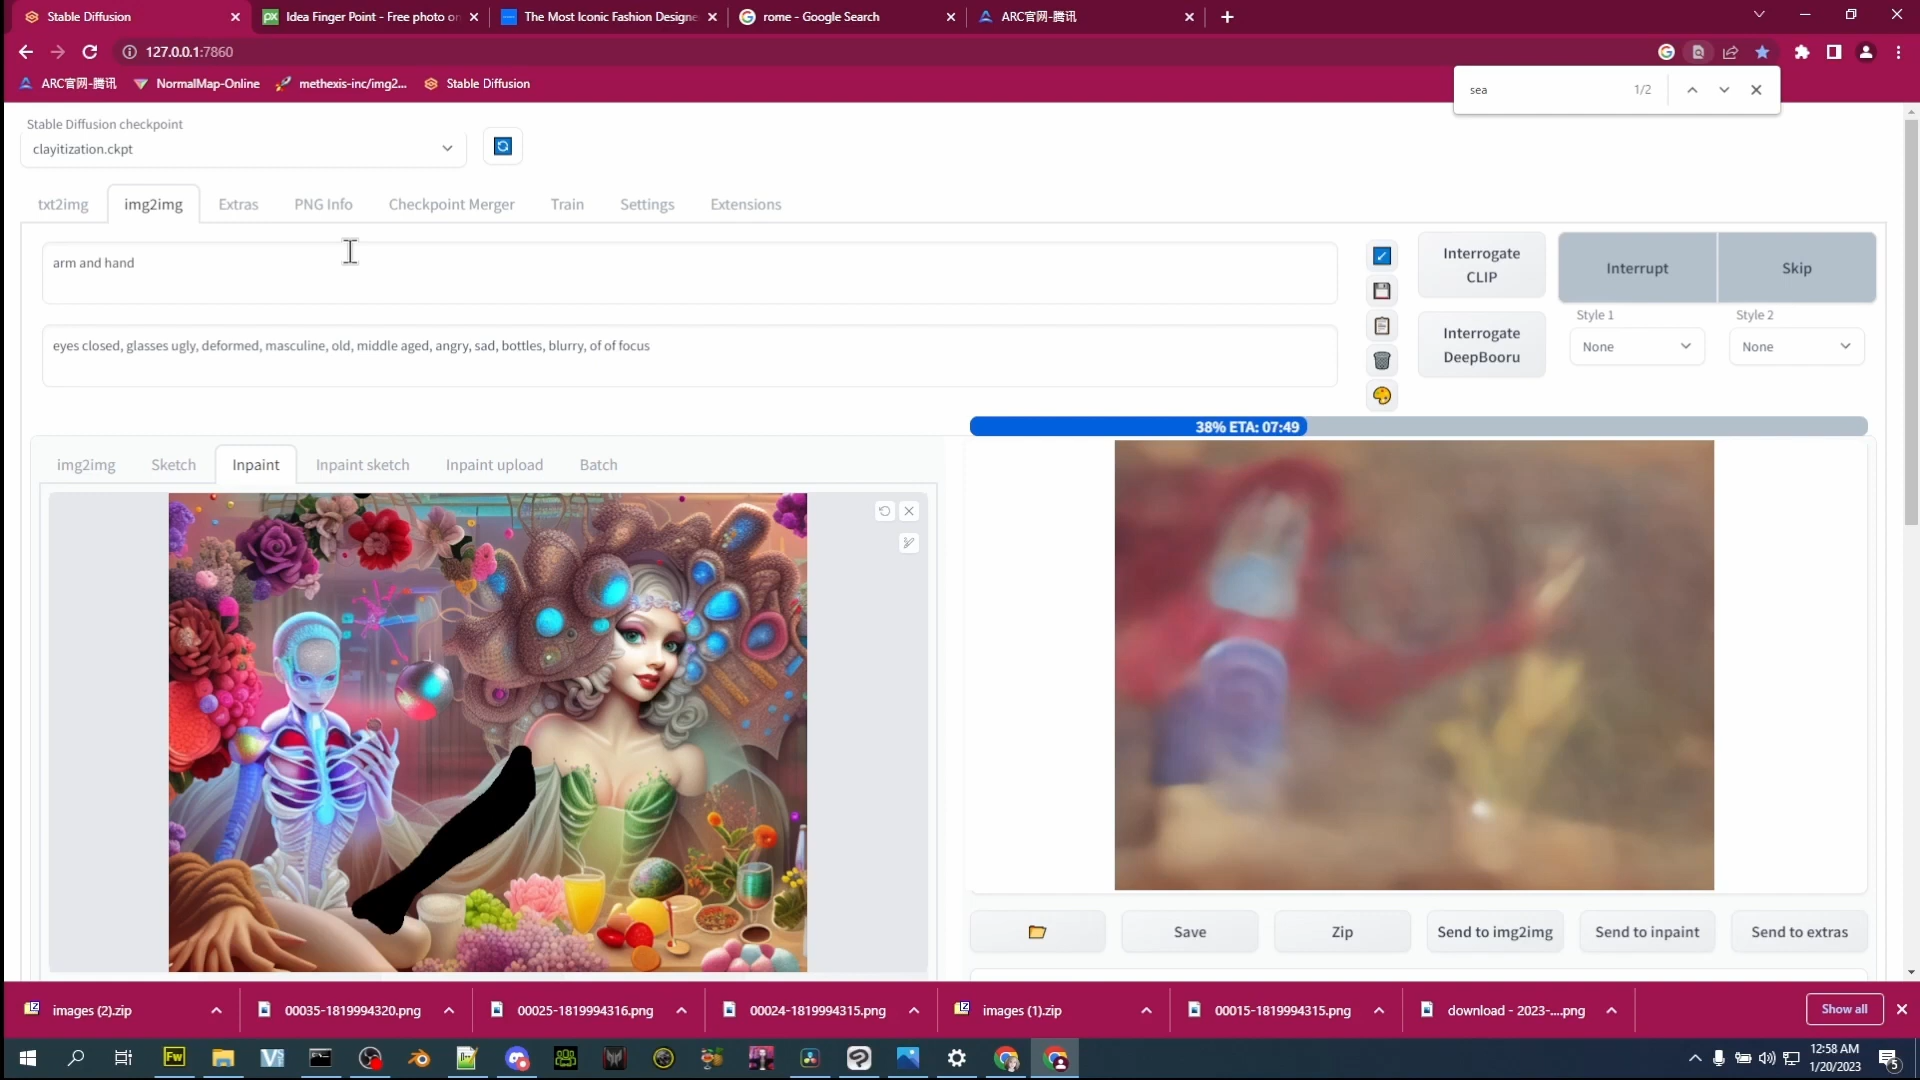 Stable Diffusion
Idea Finger Point - Free photo on
The Most Iconic Fashion Designe
rome - Google Search
ARC官网-腾讯
127.0.0.1:7860
ARC官网-腾讯
NormalMap-Online
methexis-inc/img2...
Stable Diffusion
sea
1/2
Stable Diffusion checkpoint
clayitization.ckpt
txt2img
img2img
Extras
PNG Info
Checkpoint Merger
Train
Settings
Extensions
arm and hand
Interrogate
CLIP
Interrupt
Skip
Style 1
Style 2
eyes closed, glasses ugly, deformed, masculine, old, middle aged, angry, sad, bottles, blurry, of of focus
Interrogate
DeepBooru
None
None
38% ETA: 07:49
img2img
Sketch
Inpaint
Inpaint sketch
Inpaint upload
Batch
Save
Zip
Send to img2img
Send to inpaint
Send to extras
images (2).zip
00035-1819994320.png
00025-1819994316.png
00024-1819994315.png
images (1).zip
00015-1819994315.png
download - 2023-....png
Show all
Fw
12:58 AM
1/20/2023
5